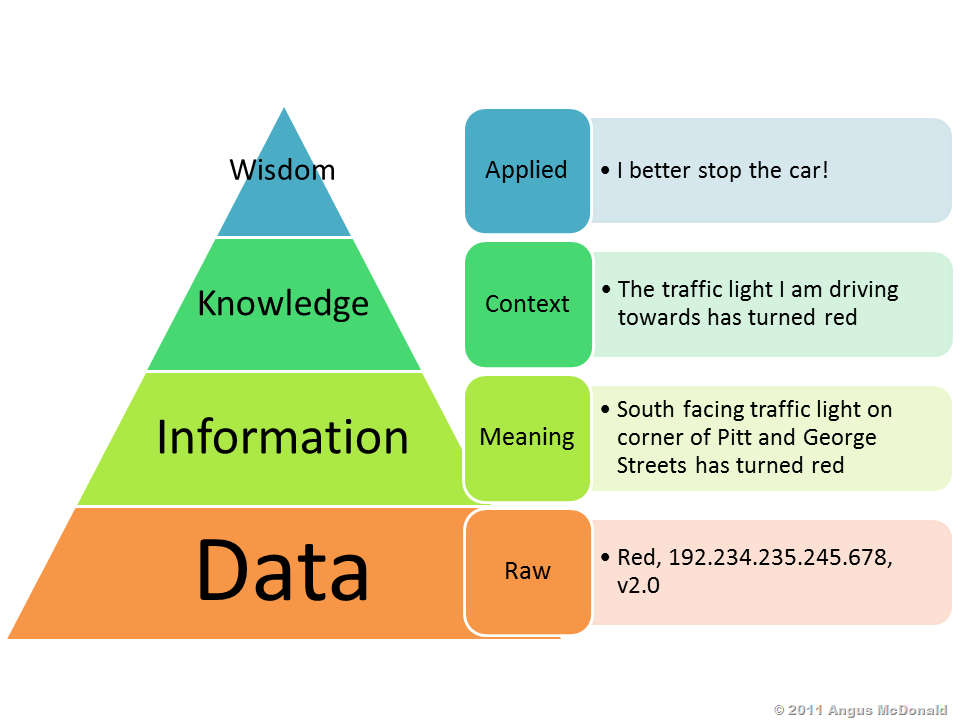 Wisdom
Applied
• I better stop the car!
Knowledge
Context
• The traffic light I am driving
towards has turned red
Information
Meaning
• South facing traffic light on
corner of Pitt and George
Streets has turned red
Data
Raw
• Red, 192.234.235.245.678,
v2.0
© 2011 Angus McDonald